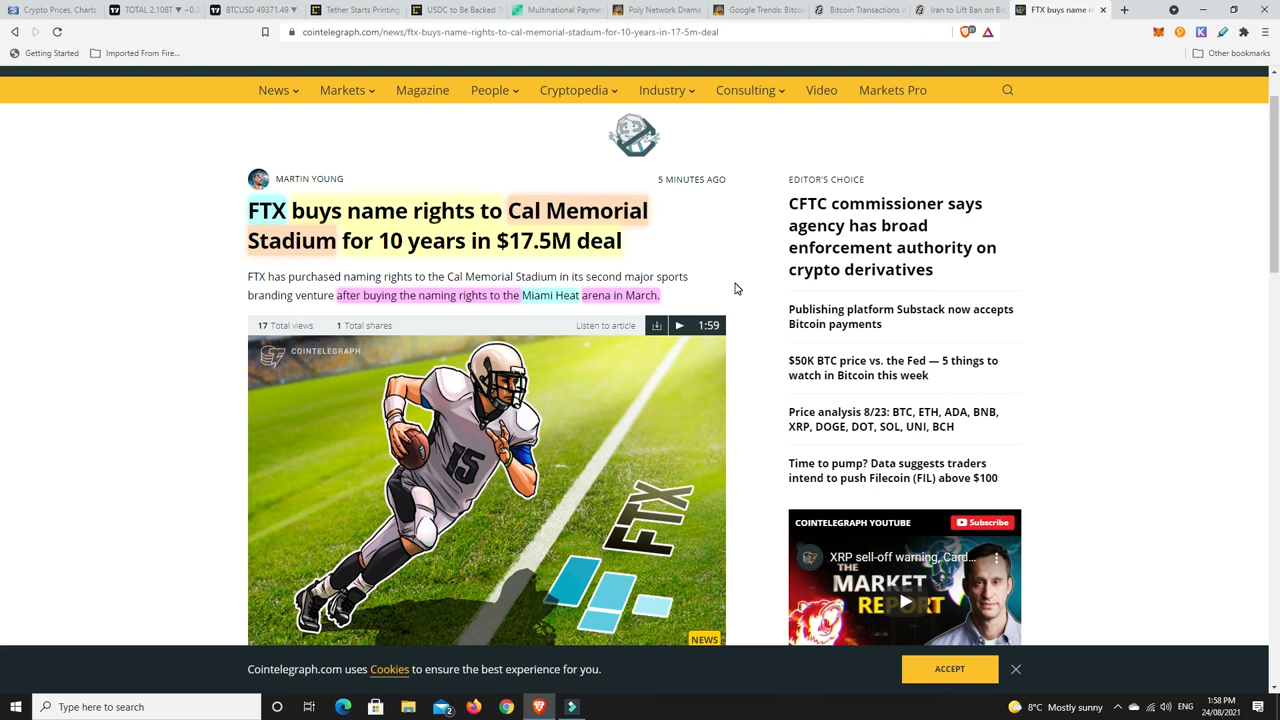 Crypto Prices, Charts
TOTAL 2.108T ▼ −0.3
BTCUSD 49371.49 ▼
Tether Starts Printing
USDC to Be Backed 1
Multinational Paymen
Poly Network Drama
Google Trends: Bitco
Bitcoin Transactions
Iran to Lift Ban on Bit
FTX buys name ri
cointelegraph.com/news/ftx-buys-name-rights-to-cal-memorial-stadium-for-10-years-in-17-5m-deal
Getting Started
Imported From Fire...
Other bookmarks
News
Markets
Magazine
People
Cryptopedia
Industry
Consulting
Video
Markets Pro
MARTIN YOUNG
5 MINUTES AGO
FTX buys name rights to Cal Memorial
Stadium for 10 years in $17.5M deal
FTX has purchased naming rights to the Cal Memorial Stadium in its second major sports
branding venture after buying the naming rights to the Miami Heat arena in March.
17 Total views
1 Total shares
Listen to article
1:59
COINTELEGRAPH
15
FTX
NEWS
EDITOR'S CHOICE
CFTC commissioner says
agency has broad
enforcement authority on
crypto derivatives
Publishing platform Substack now accepts
Bitcoin payments
$50K BTC price vs. the Fed — 5 things to
watch in Bitcoin this week
Price analysis 8/23: BTC, ETH, ADA, BNB,
XRP, DOGE, DOT, SOL, UNI, BCH
Time to pump? Data suggests traders
intend to push Filecoin (FIL) above $100
COINTELEGRAPH YOUTUBE
Subscribe
XRP sell-off warning, Card...
THE
MARKET
REPORT
Cointelegraph.com uses Cookies to ensure the best experience for you.
ACCEPT
Type here to search
2
8°C Mostly sunny
ENG
1:58 PM
24/08/2021